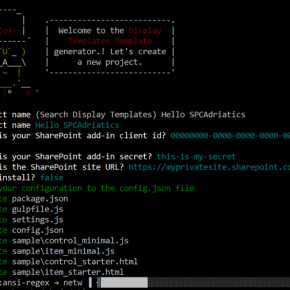 Welcome to the Display
Templates Template
generator.! Let's create
a new project.
ct name (Search Display Templates) Hello SPCAdriatics
ct name Hello SPCAdriatics
is your SharePoint add-in client id? 00000000-0000-0000-0000-00
is your SharePoint add-in secret? this-is-my-secret
is the SharePoint site URL? https://myprivatesite.sharepoint.co
install? false
your configuration to the config.json file
te package.json
te gulpfile.js
te settings.js
te config.json
te sample\control_minimal.js
te sample\item_minimal.js
te sample\control_starter.html
te sample\item_starter.html
:ansi-regex → netw